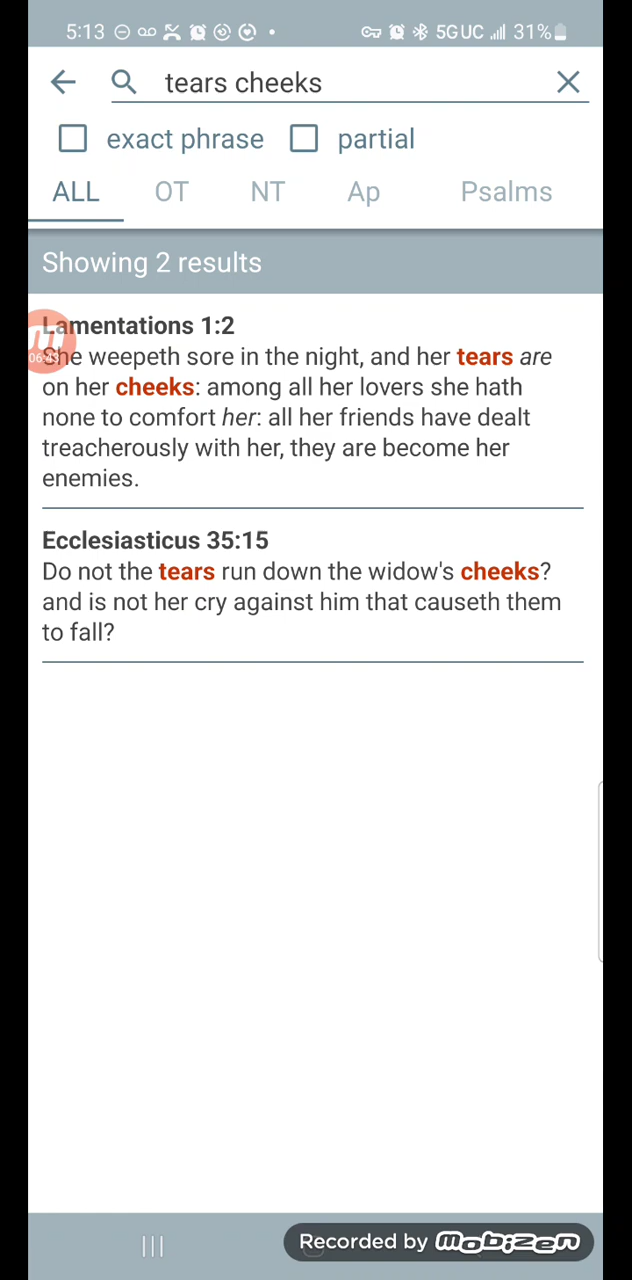 5:13 5GUC 31%
tears cheeks
exact phrase partial
ALL OT NT Ap Psalms
Showing 2 results
Lamentations 1:2
She weepeth sore in the night, and her tears are
on her cheeks: among all her lovers she hath
none to comfort her: all her friends have dealt
treacherously with her, they are become her
enemies.
Ecclesiasticus 35:15
Do not the tears run down the widow's cheeks?
and is not her cry against him that causeth them
to fall?
Recorded by mobizen